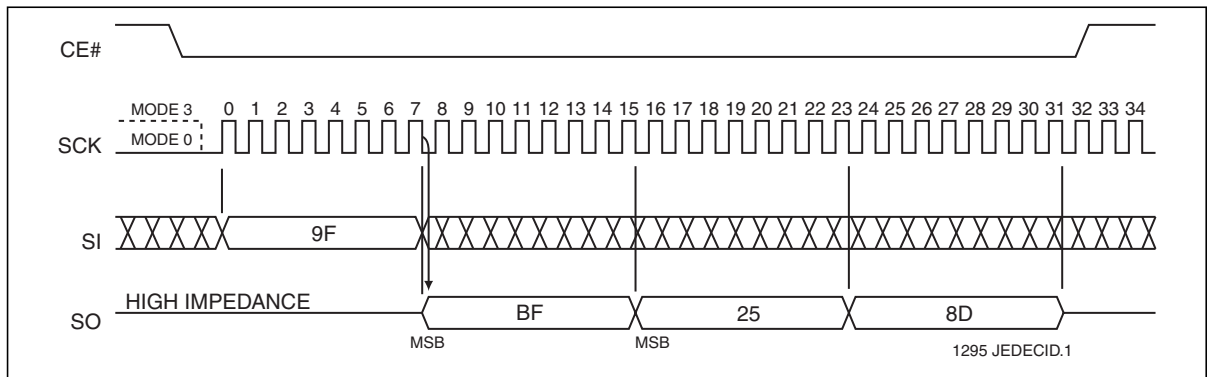 CE#
MODE 3 0 1 2 3 4 5 6 7 8 9 10 11 12 13 14 15 16 17 18 19 20 21 22 23 24 25 26 27 28 29 30 31 32 33 34
SCK MODE 0
SI 9F
HIGH IMPEDANCE
SO BF 25 8D
MSB MSB
1295 JEDECID.1